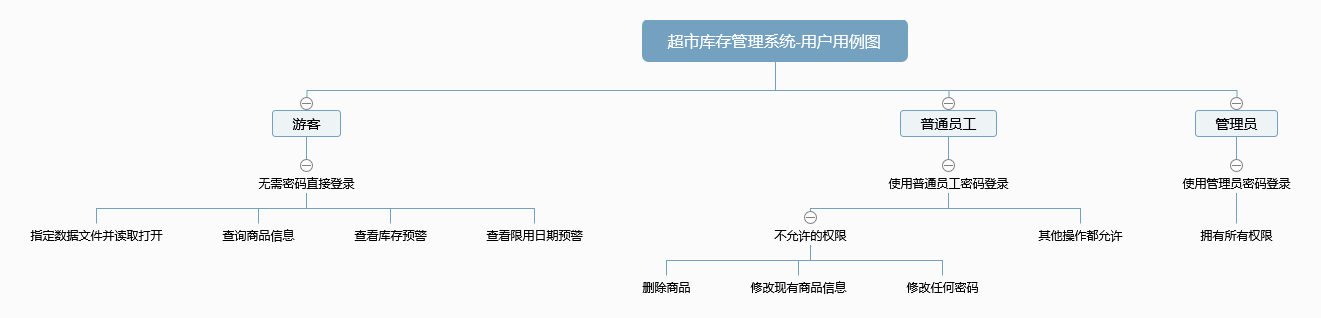 超市库存管理系统-用户用例图
游客
普通员工
管理员
无需密码直接登录
使用普通员工密码登录
使用管理员密码登录
指定数据文件并读取打开
查询商品信息
查看库存预警
查看限用日期预警
不允许的权限
其他操作都允许
拥有所有权限
删除商品
修改现有商品信息
修改任何密码